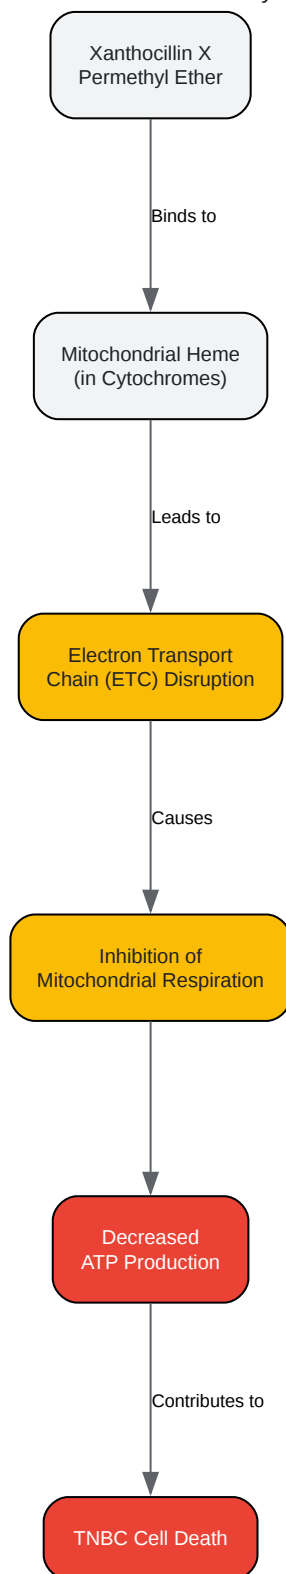 Xanthocillin X
Permethyl Ether
Binds to
Mitochondrial Heme
(in Cytochromes)
Leads to
Electron Transport
Chain (ETC) Disruption
Causes
Inhibition of
Mitochondrial Respiration
Decreased
ATP Production
Contributes to
TNBC Cell Death